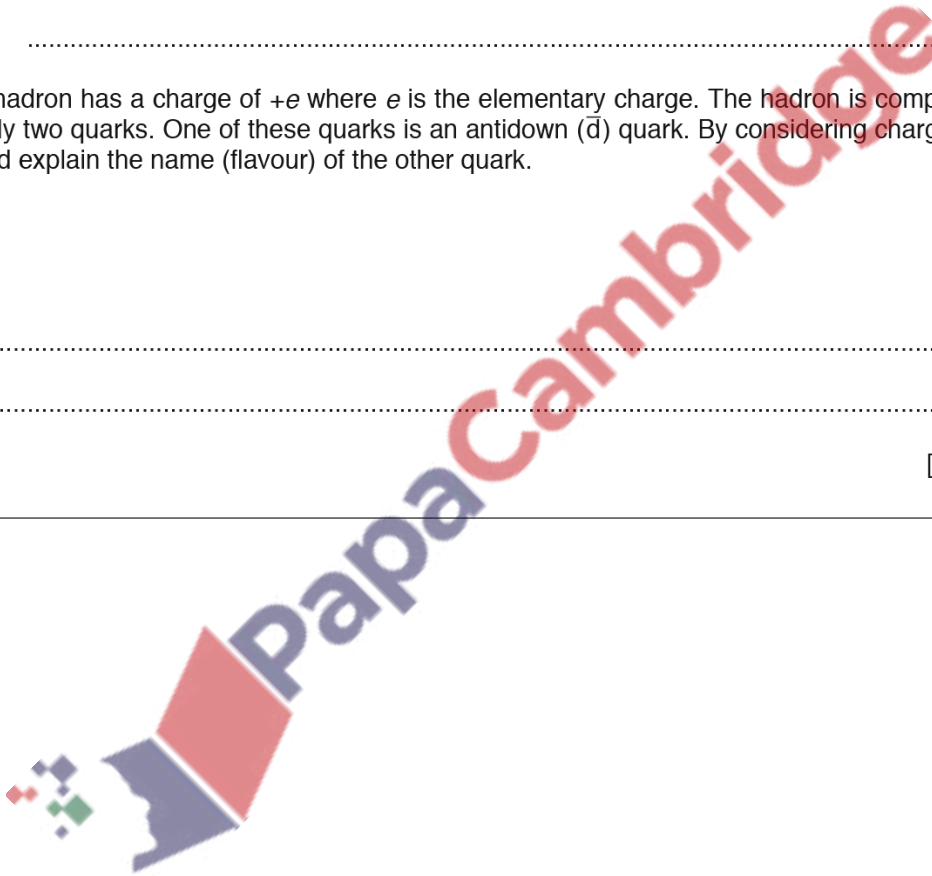 hadron has a charge of +e where e is the elementary charge. The hadron is comp
ly two quarks. One of these quarks is an antidown (d̅) quark. By considering charg
d explain the name (flavour) of the other quark.
[
PapaCambridge